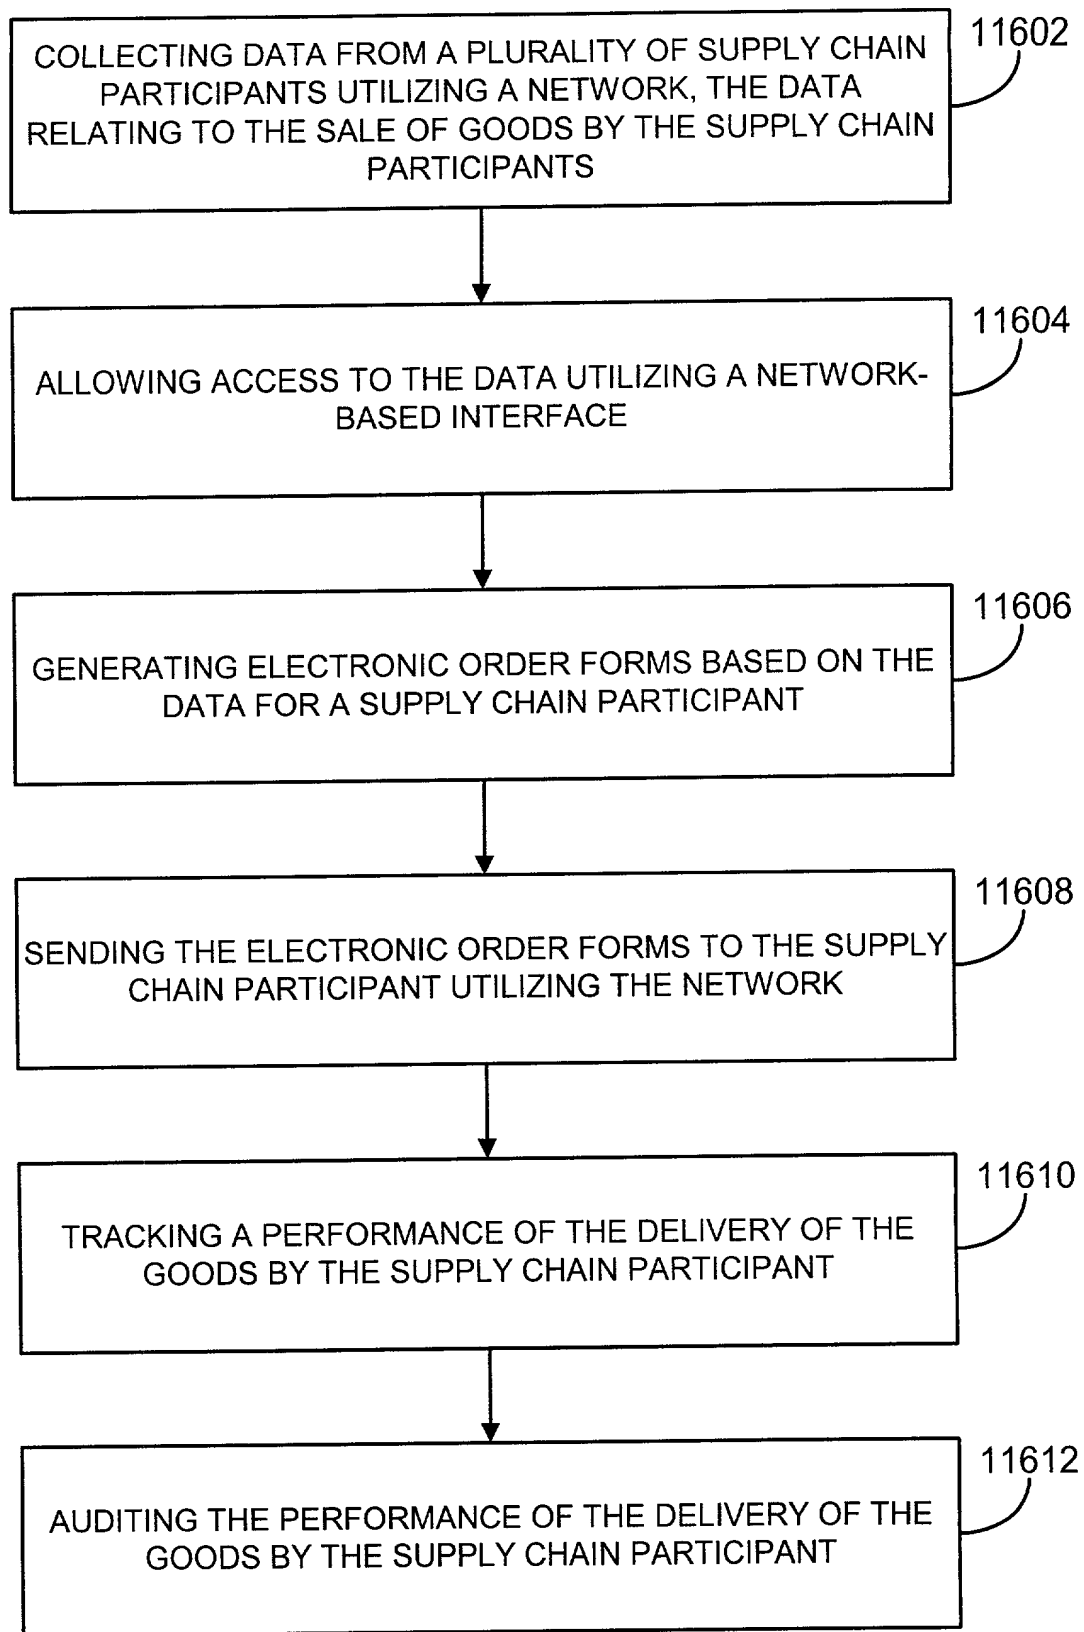 11602
COLLECTING DATA FROM A PLURALITY OF SUPPLY CHAIN
PARTICIPANTS UTILIZING A NETWORK, THE DATA
RELATING TO THE SALE OF GOODS BY THE SUPPLY CHAIN
PARTICIPANTS
11604
ALLOWING ACCESS TO THE DATA UTILIZING A NETWORK-
BASED INTERFACE
11606
GENERATING ELECTRONIC ORDER FORMS BASED ON THE
DATA FOR A SUPPLY CHAIN PARTICIPANT
11608
SENDING THE ELECTRONIC ORDER FORMS TO THE SUPPLY
CHAIN PARTICIPANT UTILIZING THE NETWORK
11610
TRACKING A PERFORMANCE OF THE DELIVERY OF THE
GOODS BY THE SUPPLY CHAIN PARTICIPANT
11612
AUDITING THE PERFORMANCE OF THE DELIVERY OF THE
GOODS BY THE SUPPLY CHAIN PARTICIPANT